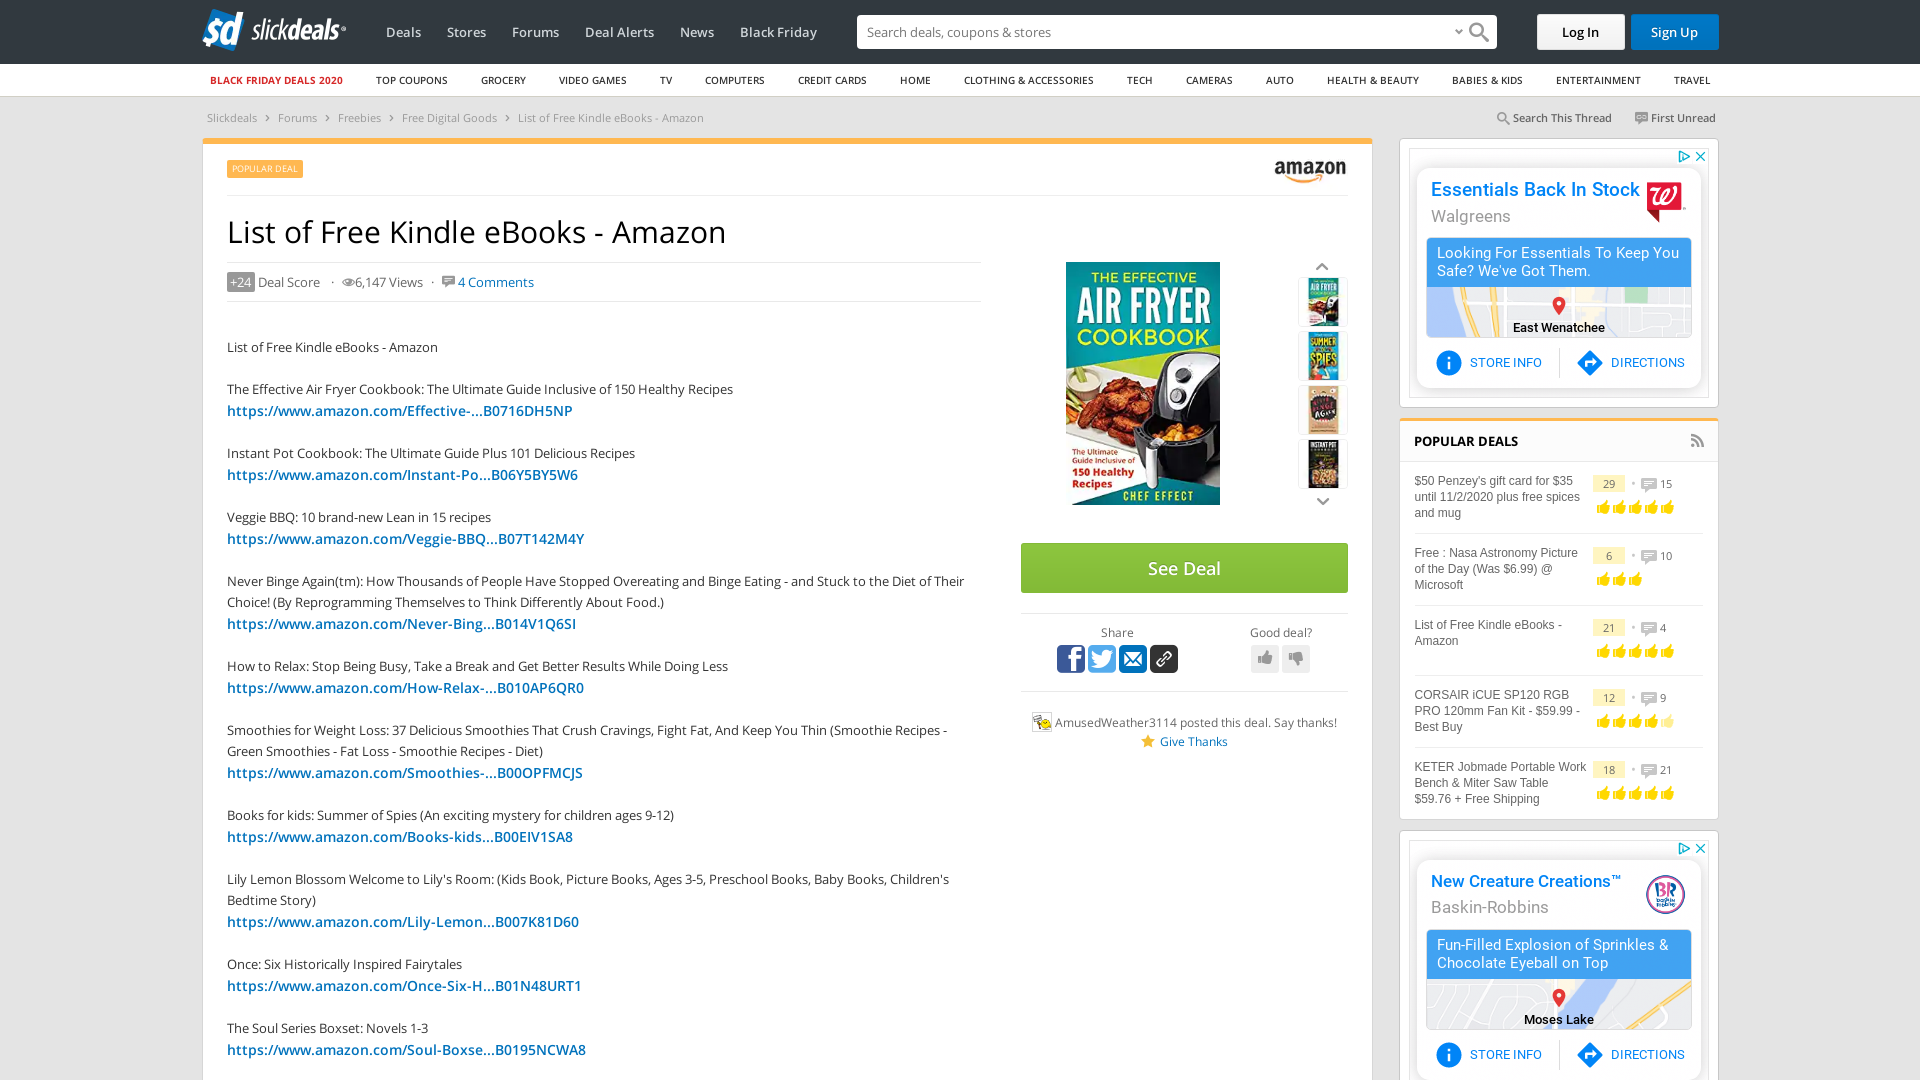 slickdeals
Deals
Stores
Forums
Deal Alerts
News
Black Friday
Search deals, coupons & stores
Log In
Sign Up
BLACK FRIDAY DEALS 2020
TOP COUPONS
GROCERY
VIDEO GAMES
TV
COMPUTERS
CREDIT CARDS
HOME
CLOTHING & ACCESSORIES
TECH
CAMERAS
AUTO
HEALTH & BEAUTY
BABIES & KIDS
ENTERTAINMENT
TRAVEL
Slickdeals > Forums > Freebies > Free Digital Goods > List of Free Kindle eBooks - Amazon
Search This Thread
First Unread
POPULAR DEAL
amazon
List of Free Kindle eBooks - Amazon
+24 Deal Score · 6,147 Views · 4 Comments
List of Free Kindle eBooks - Amazon
The Effective Air Fryer Cookbook: The Ultimate Guide Inclusive of 150 Healthy Recipes
https://www.amazon.com/Effective-...B0716DH5NP
Instant Pot Cookbook: The Ultimate Guide Plus 101 Delicious Recipes
https://www.amazon.com/Instant-Po...B06Y5BY5W6
Veggie BBQ: 10 brand-new Lean in 15 recipes
https://www.amazon.com/Veggie-BBQ...B07T142M4Y
Never Binge Again(tm): How Thousands of People Have Stopped Overeating and Binge Eating - and Stuck to the Diet of Their
Choice! (By Reprogramming Themselves to Think Differently About Food.)
https://www.amazon.com/Never-Bing...B014V1Q6SI
How to Relax: Stop Being Busy, Take a Break and Get Better Results While Doing Less
https://www.amazon.com/How-Relax-...B010AP6QR0
Smoothies for Weight Loss: 37 Delicious Smoothies That Crush Cravings, Fight Fat, And Keep You Thin (Smoothie Recipes -
Green Smoothies - Fat Loss - Smoothie Recipes - Diet)
https://www.amazon.com/Smoothies-...B00OPFMCJS
Books for kids: Summer of Spies (An exciting mystery for children ages 9-12)
https://www.amazon.com/Books-kids...B00EIV1SA8
Lily Lemon Blossom Welcome to Lily's Room: (Kids Book, Picture Books, Ages 3-5, Preschool Books, Baby Books, Children's
Bedtime Story)
https://www.amazon.com/Lily-Lemon...B007K81D60
Once: Six Historically Inspired Fairytales
https://www.amazon.com/Once-Six-H...B01N48URT1
The Soul Series Boxset: Novels 1-3
https://www.amazon.com/Soul-Boxse...B0195NCWA8
THE EFFECTIVE
AIR FRYER
COOKBOOK
The Ultimate
Guide Inclusive of
150 Healthy
Recipes
CHEF EFFECT
See Deal
Share
Good deal?
AmusedWeather3114 posted this deal. Say thanks!
Give Thanks
Essentials Back In Stock
Walgreens
Looking For Essentials To Keep You
Safe? We've Got Them.
East Wenatchee
STORE INFO
DIRECTIONS
POPULAR DEALS
$50 Penzey's gift card for $35
until 11/2/2020 plus free spices
and mug
29
15
Free : Nasa Astronomy Picture
of the Day (Was $6.99) @
Microsoft
6
10
List of Free Kindle eBooks -
Amazon
21
4
CORSAIR iCUE SP120 RGB
PRO 120mm Fan Kit - $59.99 -
Best Buy
12
9
KETER Jobmade Portable Work
Bench & Miter Saw Table
$59.76 + Free Shipping
18
21
New Creature Creations™
Baskin-Robbins
BR
Fun-Filled Explosion of Sprinkles &
Chocolate Eyeball on Top
Moses Lake
STORE INFO
DIRECTIONS